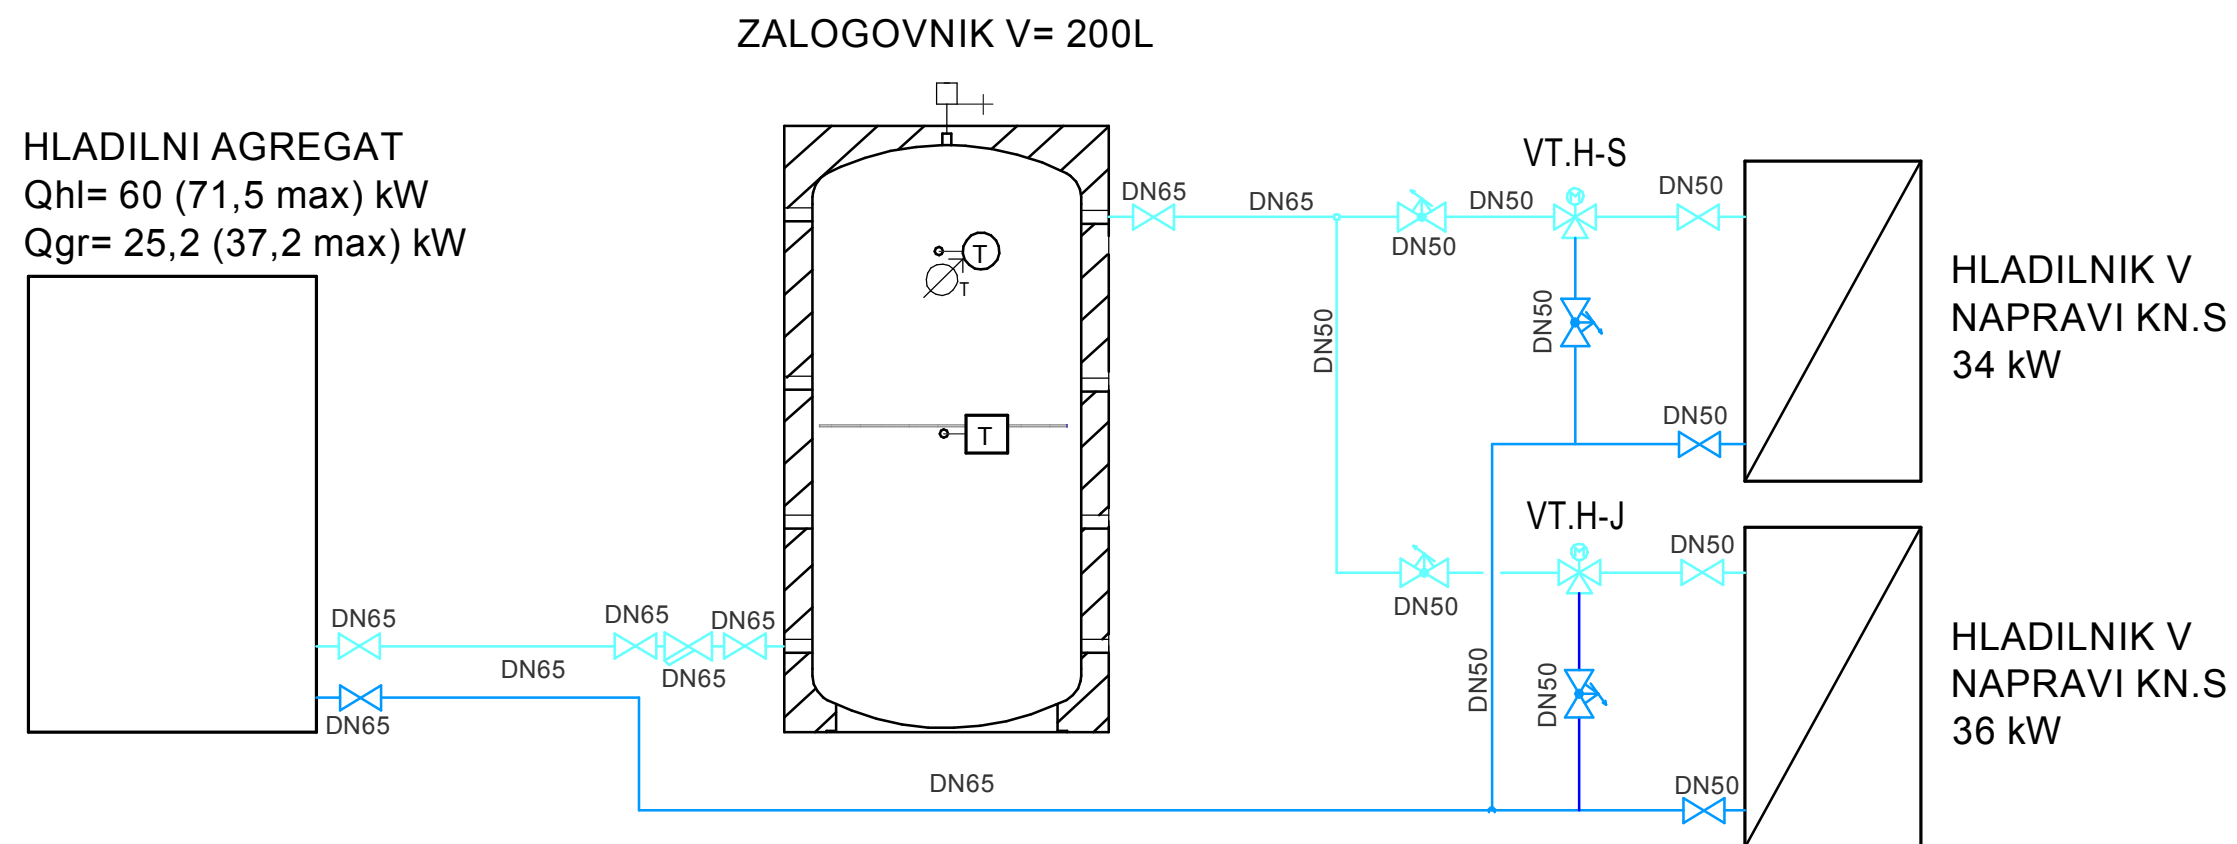 ZALOGOVNIK V= 200L
HLADILNI AGREGAT
Qhl= 60 (71,5 max) kW
Qgr= 25,2 (37,2 max) kW
VT.H-S
DN65
DN65
DN50
DN50
DN50
T
T
DN50
DN50
HLADILNIK V
NAPRAVI KN.S
34 kW
DN50
T
VT.H-J
DN50
DN50
M
M
DN65
DN65
DN65
DN65
DN65
DN65
DN50
DN50
HLADILNIK V
NAPRAVI KN.S
36 kW
DN65
DN50